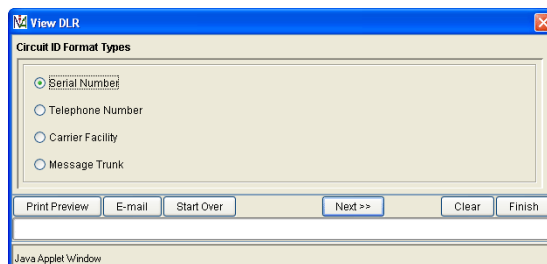 View DLR
Circuit ID Format Types
Serial Number
Telephone Number
Carrier Facility
Message Trunk
Print Preview E-mail Start Over Next >> Clear Finish
Java Applet Window